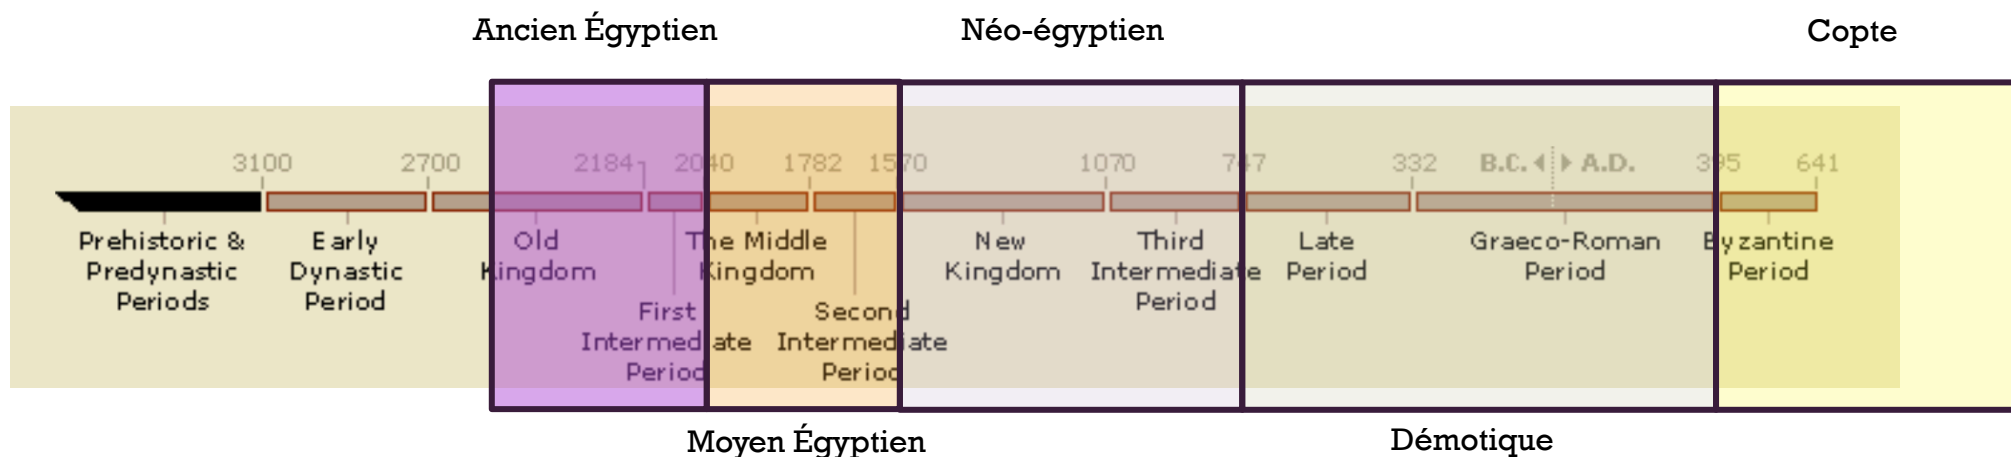 Ancien Égyptien
Néo-égyptien
Copte
3100
2700
2184
2040
1782
1570
1070
747
332
B.C.
A.D.
395
641
Prehistoric &
Predynastic
Periods
Early
Dynastic
Period
Old
Kingdom
First
Intermediate
Period
The Middle
Kingdom
Second
Intermediate
Period
New
Kingdom
Third
Intermediate
Period
Late
Period
Graeco-Roman
Period
Byzantine
Period
Moyen Égyptien
Démotique